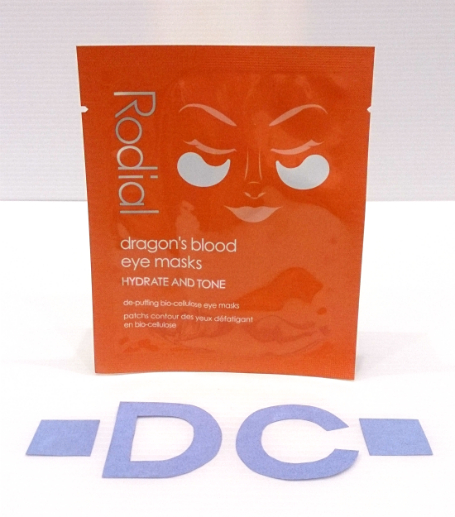 Rodial
dragon's blood
eye masks
HYDRATE AND TONE
de-puffing bio-cellulose eye masks
patchs contour des yeux défatigant
en bio-cellulose
DC